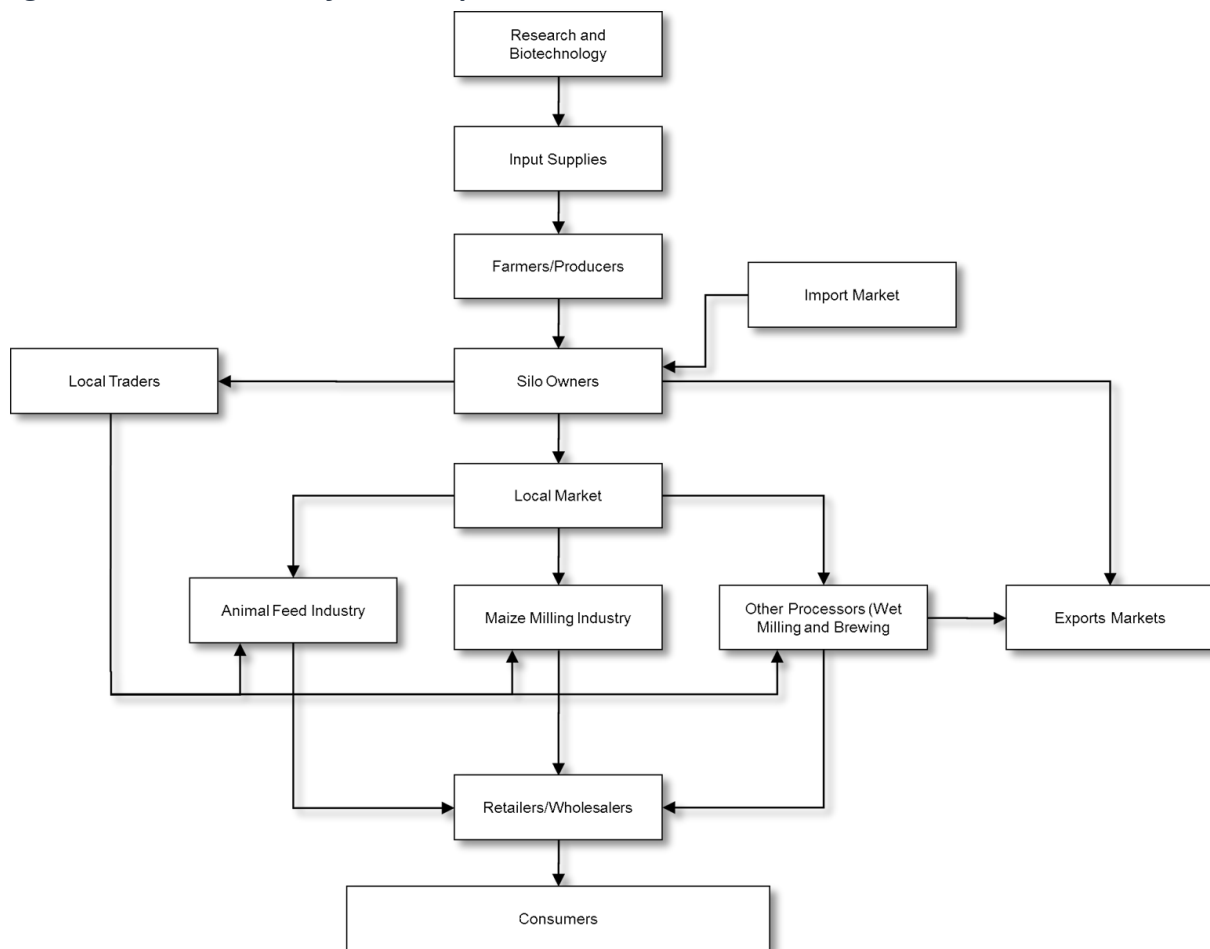 Research and
Biotechnology
Input Supplies
Farmers/Producers
Import Market
Local Traders
Silo Owners
Local Market
Animal Feed Industry
Maize Milling Industry
Other Processors (Wet
Milling and Brewing
Exports Markets
Retailers/Wholesalers
Consumers